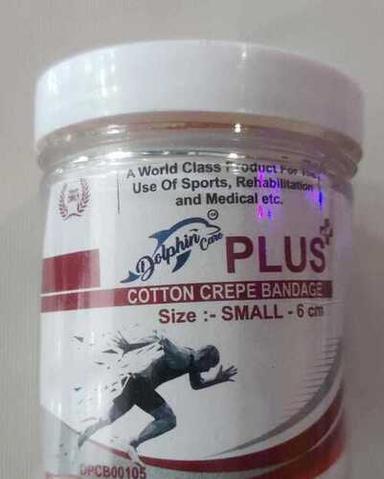 A World Class Product For The
Use Of Sports, Rehabilitation
and Medical etc.
TM
Dolphin Care
PLUS
COTTON CREPE BANDAGE
Size :- SMALL - 6 cm
DPCB00105